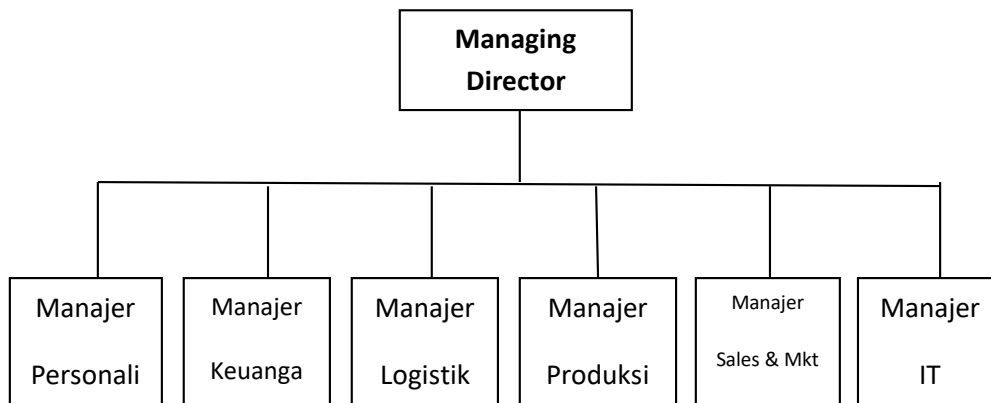 Managing
Director
Manajer
Personali
Manajer
Keuanga
Manajer
Logistik
Manajer
Produksi
Manajer
Sales & Mkt
Manajer
IT